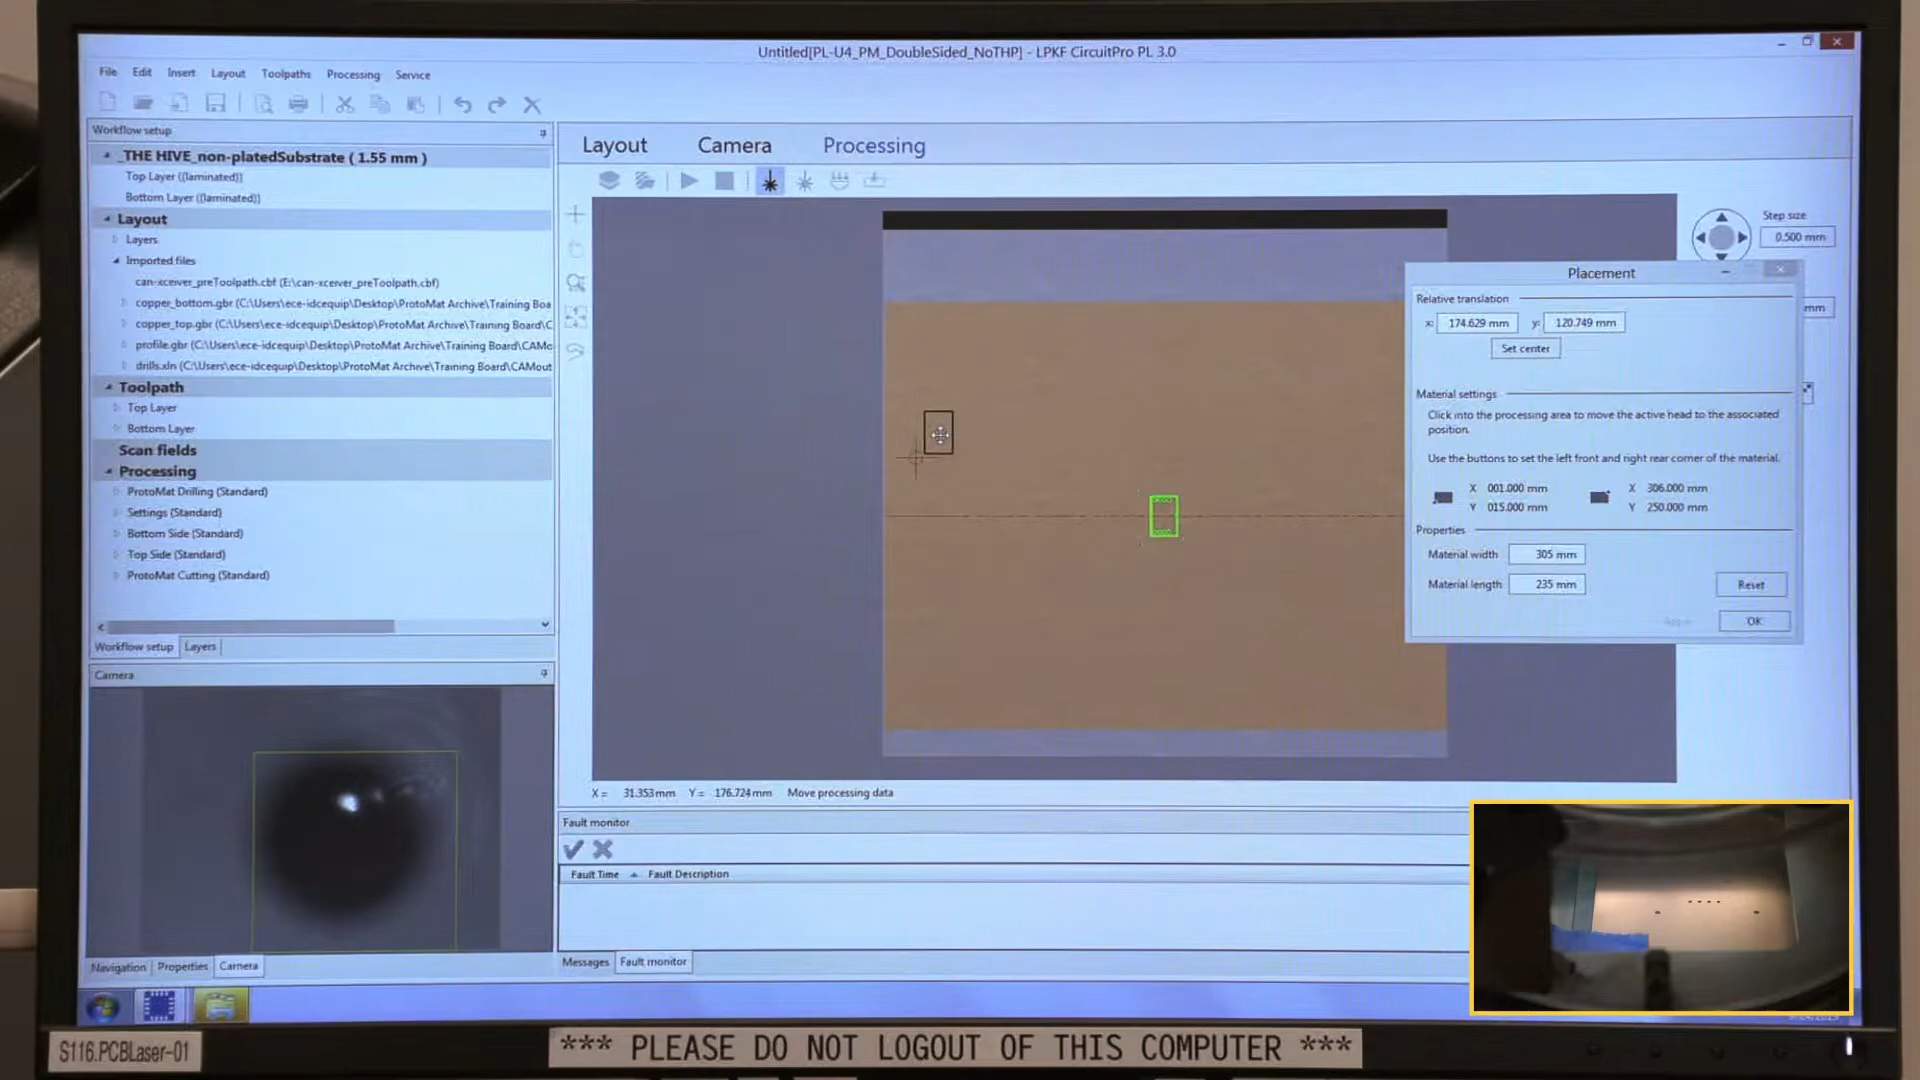 Untitled[PL-U4_PM_DoubleSided_NoTHP] - LPKF CircuitPro PL 3.0
File Edit Insert Layout Toolpaths Processing Service
Workflow setup
_THE HIVE_non-platedSubstrate ( 1.55 mm )
Top Layer ((laminated))
Bottom Layer ((laminated))
Layout
Layers
Imported files
can-xceiver_preToolpath.cbf (E:\can-xceiver_preToolpath.cbf)
copper_bottom.gbr (C:\Users\ece-idcequip\Desktop\ProtoMat Archive\Training Boa
copper_top.gbr (C:\Users\ece-idcequip\Desktop\ProtoMat Archive\Training Board\C
profile.gbr (C:\Users\ece-idcequip\Desktop\ProtoMat Archive\Training Board\CAMo
drills.xln (C:\Users\ece-idcequip\Desktop\ProtoMat Archive\Training Board\CAMout
Toolpath
Top Layer
Bottom Layer
Scan fields
Processing
ProtoMat Drilling (Standard)
Settings (Standard)
Bottom Side (Standard)
Top Side (Standard)
ProtoMat Cutting (Standard)
Workflow setup Layers
Camera
Navigation Properties Camera
Layout Camera Processing
Step size
0.500 mm
mm
Placement
Relative translation
x: 174.629 mm y: 120.749 mm
Set center
Material settings
Click into the processing area to move the active head to the associated
position.
Use the buttons to set the left front and right rear corner of the material.
X 001.000 mm X 306.000 mm
Y 015.000 mm Y 250.000 mm
Properties
Material width 305 mm
Material length 235 mm
Reset
Apply OK
X = 31.353 mm Y = 176.724 mm Move processing data
Fault monitor
Fault Time Fault Description
Messages Fault monitor
S116.PCBLaser-01
*** PLEASE DO NOT LOGOUT OF THIS COMPUTER ***